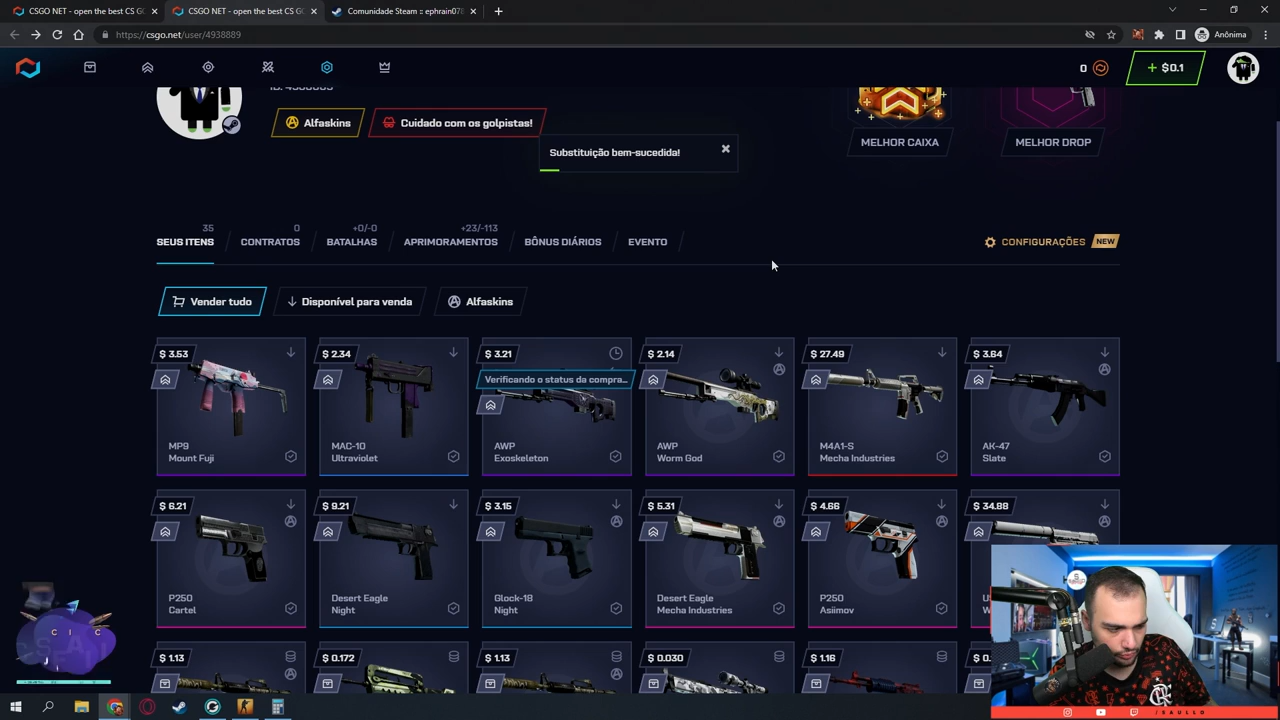 CSGO NET - open the best CS GC
CSGO NET - open the best CS GC
Comunidade Steam :: ephrain078
https://csgo.net/user/4938889
Anônima
0
+ $0.1
Alfaskins
Cuidado com os golpistas!
MELHOR CAIXA
MELHOR DROP
Substituição bem-sucedida!
35
SEUS ITENS
0
CONTRATOS
+0/-0
BATALHAS
+23/-113
APRIMORAMENTOS
BÔNUS DIÁRIOS
EVENTO
CONFIGURAÇÕES NEW
Vender tudo
Disponível para venda
Alfaskins
$ 3.53
MP9
Mount Fuji
$ 2.34
MAC-10
Ultraviolet
$ 3.21
Verificando o status da compra...
AWP
Exoskeleton
$ 2.14
AWP
Worm God
$ 27.49
M4A1-S
Mecha Industries
$ 3.64
AK-47
Slate
$ 6.21
P250
Cartel
$ 9.21
Desert Eagle
Night
$ 3.15
Glock-18
Night
$ 5.31
Desert Eagle
Mecha Industries
$ 4.66
P250
Asiimov
$ 34.88
$ 1.13
$ 0.172
$ 1.13
$ 0.030
$ 1.16
/SAULLO